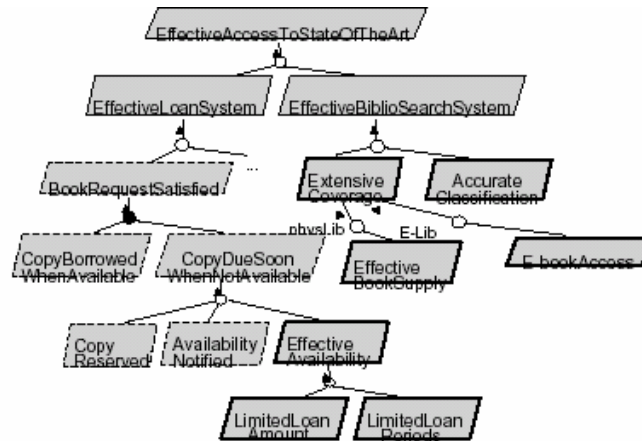 EffectiveAccessToStateOfTheArt
EffectiveLoanSystem
EffectiveBiblioSearchSystem
...
BookRequestSatisfied
Extensive
Coverage
Accurate
Classification
physLib
E-Lib
CopyBorrowed
WhenAvailable
CopyDueSoon
WhenNotAvailable
Effective
BookSupply
E-bookAccess
Copy
Reserved
Availability
Notified
Effective
Availability
LimitedLoan
Amount
LimitedLoan
Periods